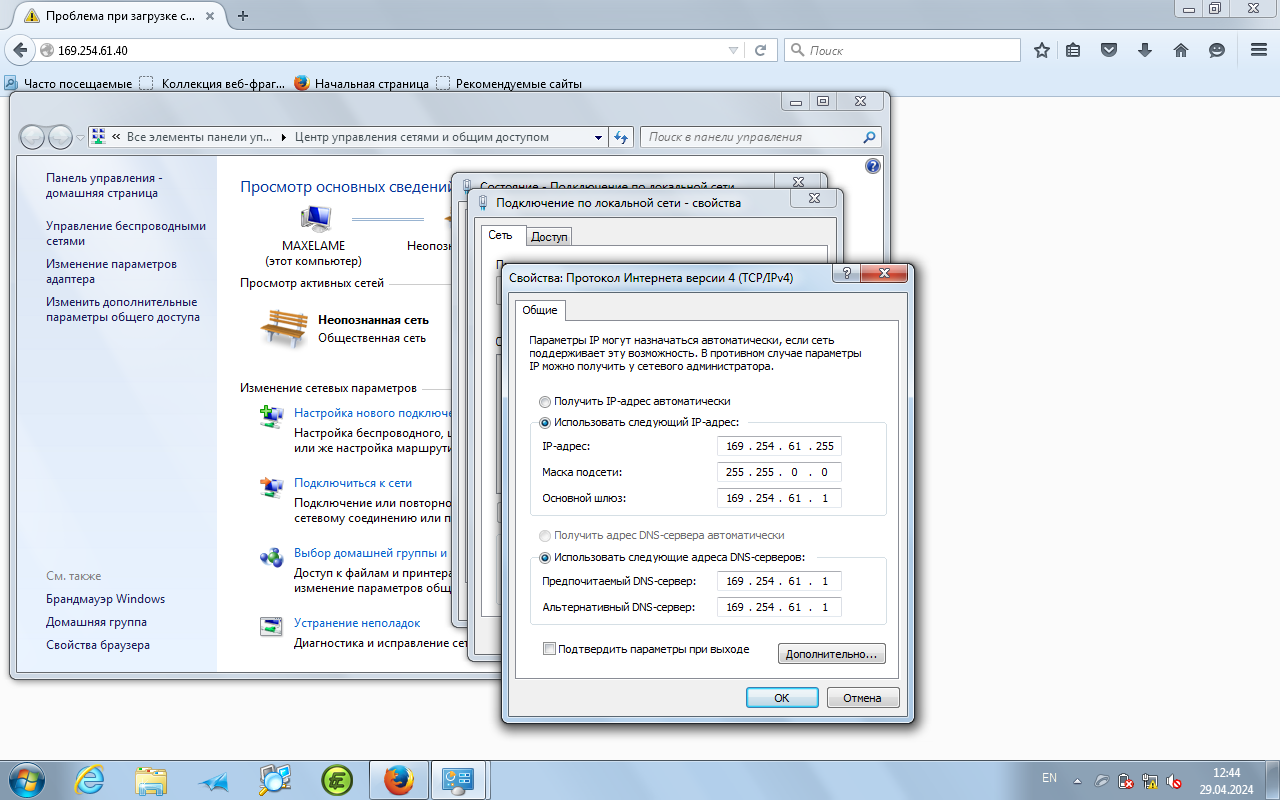 Проблема при загрузке с...
169.254.61.40
Поиск
Часто посещаемые
Коллекция веб-фраг...
Начальная страница
Рекомендуемые сайты
« Все элементы панели уп...
Центр управления сетями и общим доступом
Поиск в панели управления
Панель управления -
домашняя страница
Управление беспроводными
сетями
Изменение параметров
адаптера
Изменить дополнительные
параметры общего доступа
См. также
Брандмауэр Windows
Домашняя группа
Свойства браузера
Просмотр основных сведений
MAXELAME
(этот компьютер)
Просмотр активных сетей
Неопознанная сеть
Общественная сеть
Изменение сетевых параметров
Настройка нового подключе
Настройка беспроводного,
или же настройка маршрути
Подключиться к сети
Подключение или повторно
сетевому соединению или
Выбор домашней группы и
Доступ к файлам и принтера
изменение параметров общ
Устранение неполадок
Диагностика и исправление сет
Состояние - Подключение по локальной сети
Подключение по локальной сети - свойства
Сеть
Доступ
Свойства: Протокол Интернета версии 4 (TCP/IPv4)
Общие
Параметры IP могут назначаться автоматически, если сеть
поддерживает эту возможность. В противном случае параметры
IP можно получить у сетевого администратора.
Получить IP-адрес автоматически
Использовать следующий IP-адрес:
IP-адрес: 169 . 254 . 61 . 255
Маска подсети: 255 . 255 . 0 . 0
Основной шлюз: 169 . 254 . 61 . 1
Получить адрес DNS-сервера автоматически
Использовать следующие адреса DNS-серверов:
Предпочитаемый DNS-сервер: 169 . 254 . 61 . 1
Альтернативный DNS-сервер: 169 . 254 . 61 . 1
Подтвердить параметры при выходе
Дополнительно...
ОК
Отмена
EN
12:44
29.04.2024